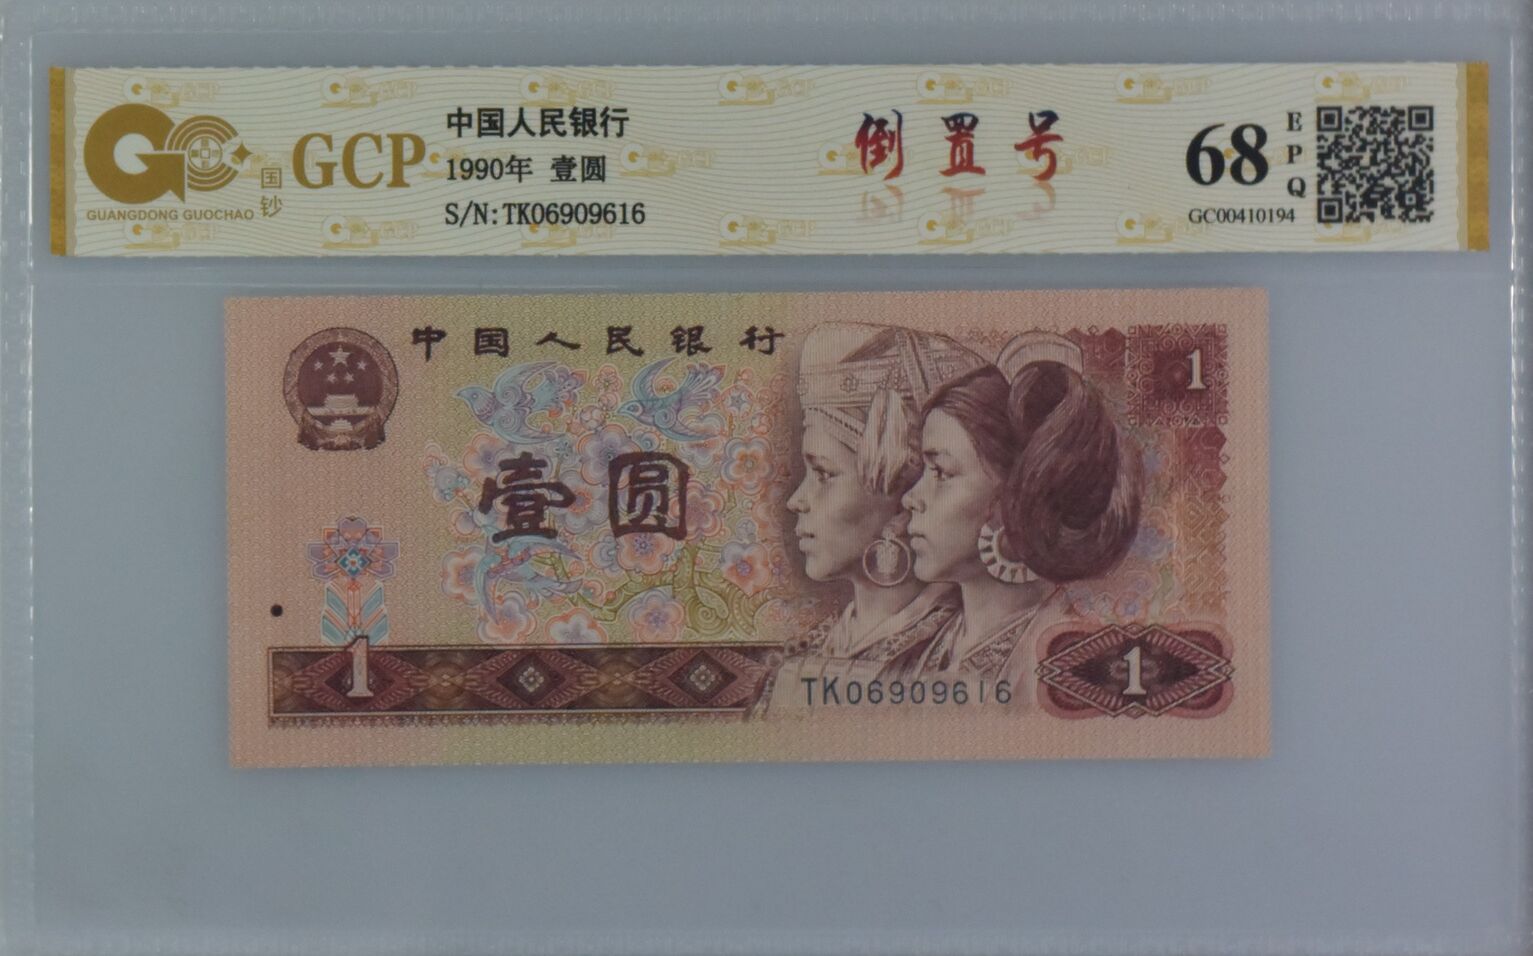 GUANGDONG GUOCHAO
国钞
GCP
中国人民银行
1990年 壹圆
S/N:TK06909616
倒置号
68
EPQ
GC00410194
中国人民银行
1
壹圆
1
TK06909616
1